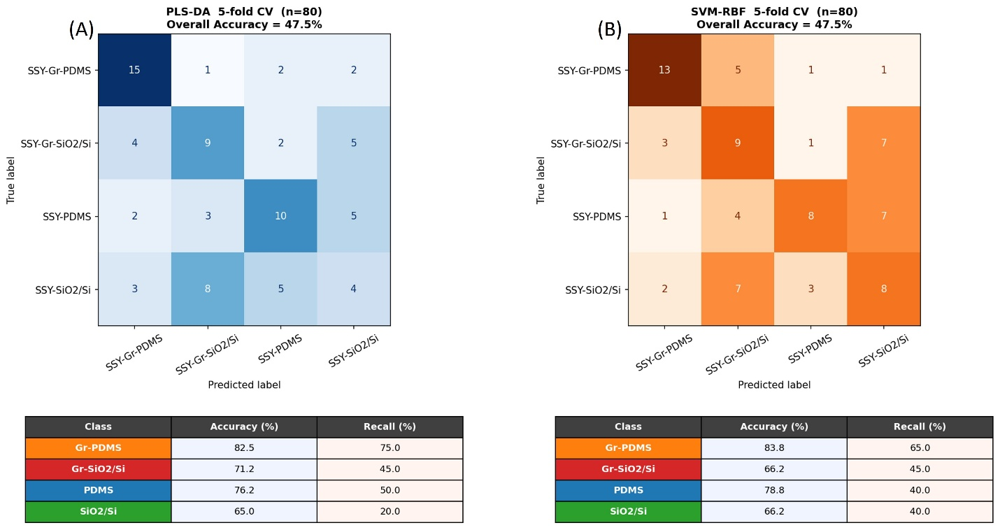 (A)
PLS-DA 5-fold CV (n=80)
Overall Accuracy = 47.5%
SSY-Gr-PDMS 15 1 2 2
SSY-Gr-SiO2/Si 4 9 2 5
SSY-PDMS 2 3 10 5
SSY-SiO2/Si 3 8 5 4
True label
SSY-Gr-PDMS SSY-Gr-SiO2/Si SSY-PDMS SSY-SiO2/Si
Predicted label
Class Accuracy (%) Recall (%)
Gr-PDMS 82.5 75.0
Gr-SiO2/Si 71.2 45.0
PDMS 76.2 50.0
SiO2/Si 65.0 20.0
(B)
SVM-RBF 5-fold CV (n=80)
Overall Accuracy = 47.5%
SSY-Gr-PDMS 13 5 1 1
SSY-Gr-SiO2/Si 3 9 1 7
SSY-PDMS 1 4 8 7
SSY-SiO2/Si 2 7 3 8
True label
SSY-Gr-PDMS SSY-Gr-SiO2/Si SSY-PDMS SSY-SiO2/Si
Predicted label
Class Accuracy (%) Recall (%)
Gr-PDMS 83.8 65.0
Gr-SiO2/Si 66.2 45.0
PDMS 78.8 40.0
SiO2/Si 66.2 40.0